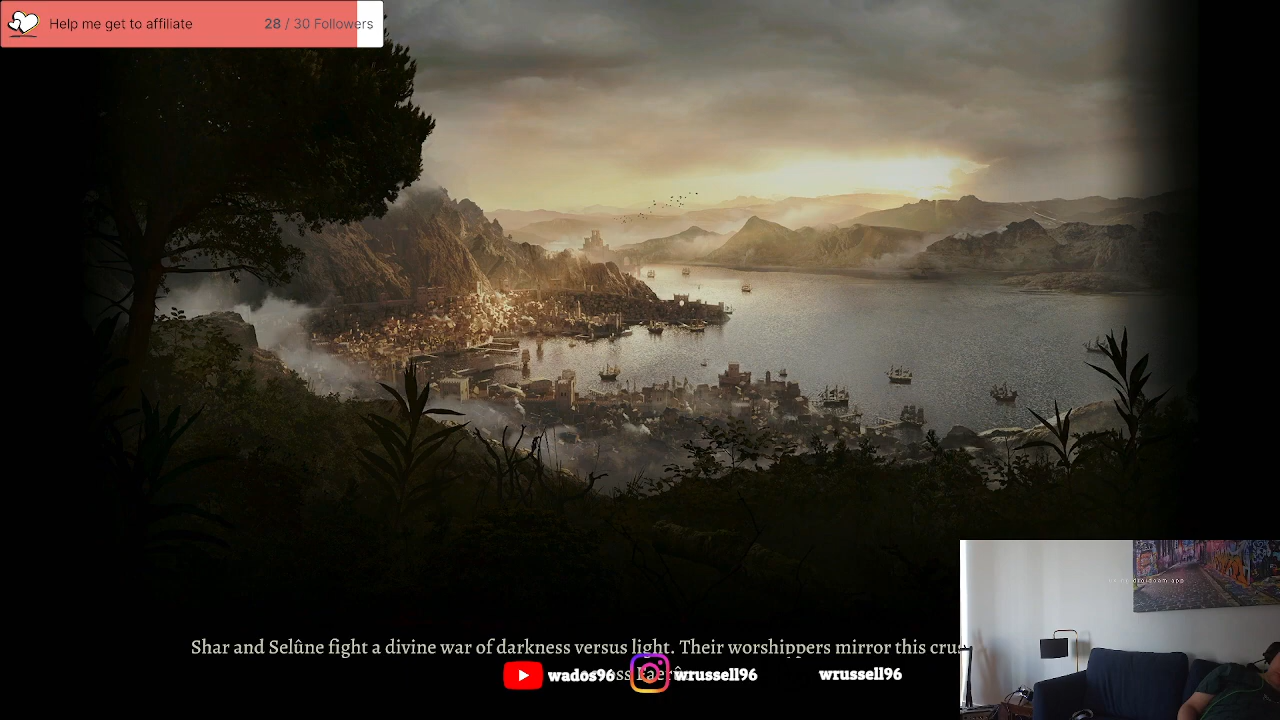 Help me get to affiliate 28 / 30 Followers
Shar and Selûne fight a divine war of darkness versus light. Their worshippers mirror this
wados96 wrussell96 wrussell96